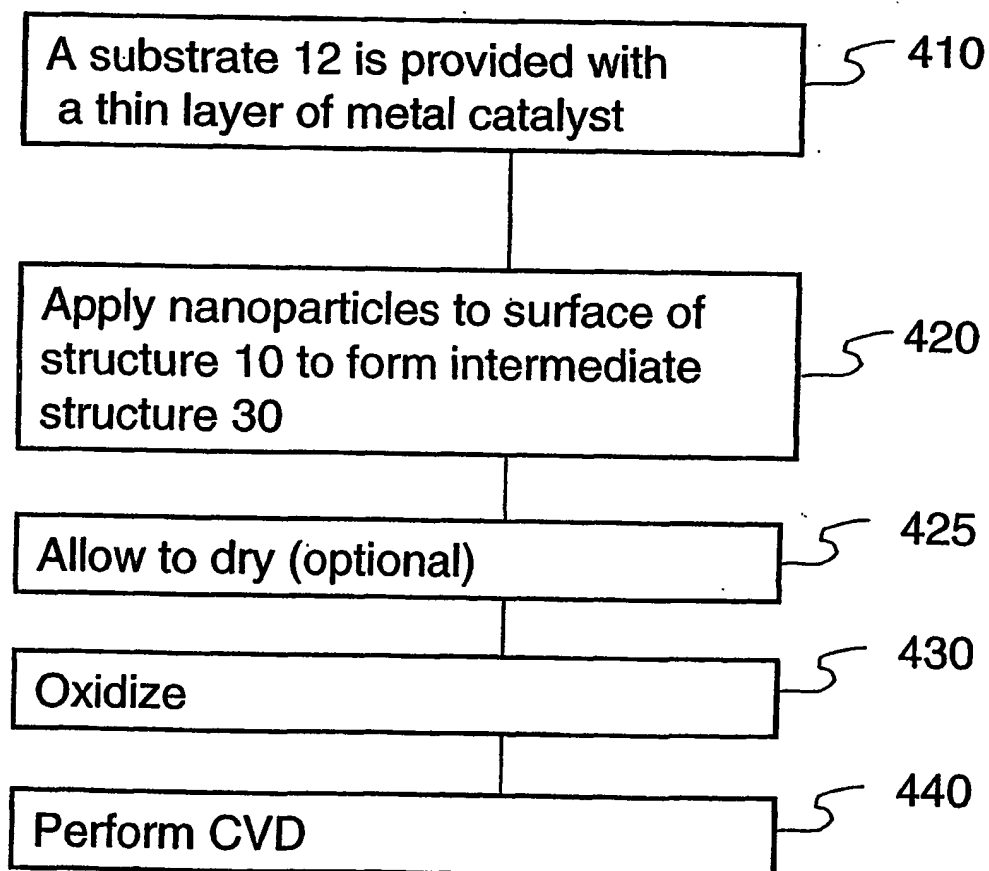 A substrate 12 is provided with
a thin layer of metal catalyst
410
Apply nanoparticles to surface of
structure 10 to form intermediate
structure 30
420
Allow to dry (optional)
425
Oxidize
430
Perform CVD
440